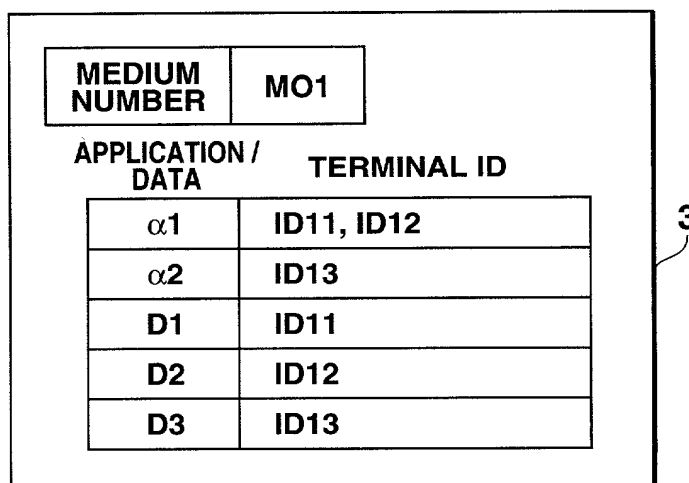 MEDIUM NUMBER MO1
APPLICATION / DATA TERMINAL ID
α1 ID11, ID12
α2 ID13
D1 ID11
D2 ID12
D3 ID13
3